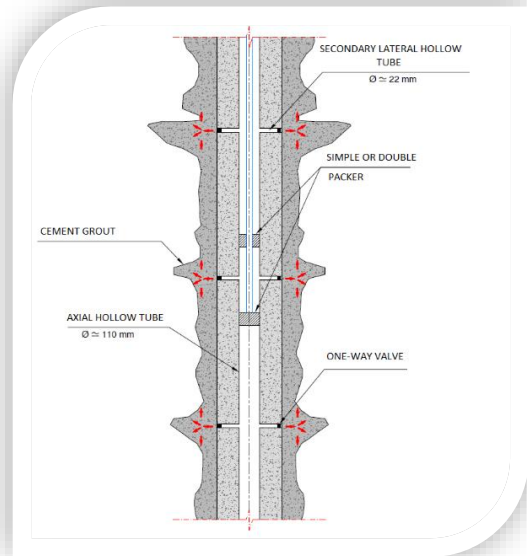 SECONDARY LATERAL HOLLOW
TUBE
Ø ≃ 22 mm
SIMPLE OR DOUBLE
PACKER
CEMENT GROUT
AXIAL HOLLOW TUBE
Ø ≃ 110 mm
ONE-WAY VALVE